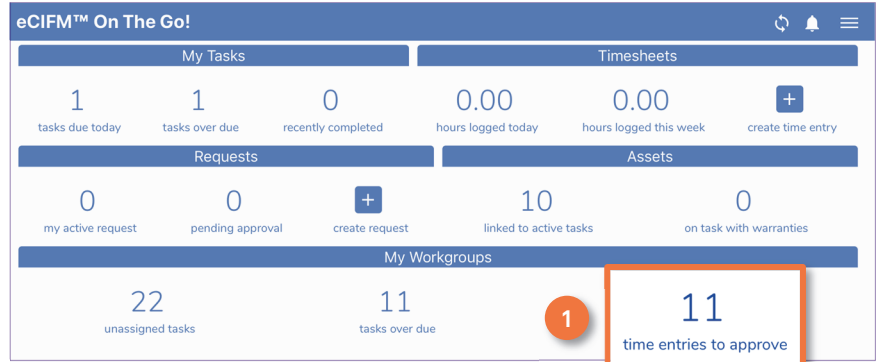 eCIFM™ On The Go!
My Tasks
Timesheets
1
1
0
0.00
0.00
+
tasks due today
tasks over due
recently completed
hours logged today
hours logged this week
create time entry
Requests
Assets
0
0
+
10
0
my active request
pending approval
create request
linked to active tasks
on task with warranties
My Workgroups
22
11
1
11
unassigned tasks
tasks over due
time entries to approve